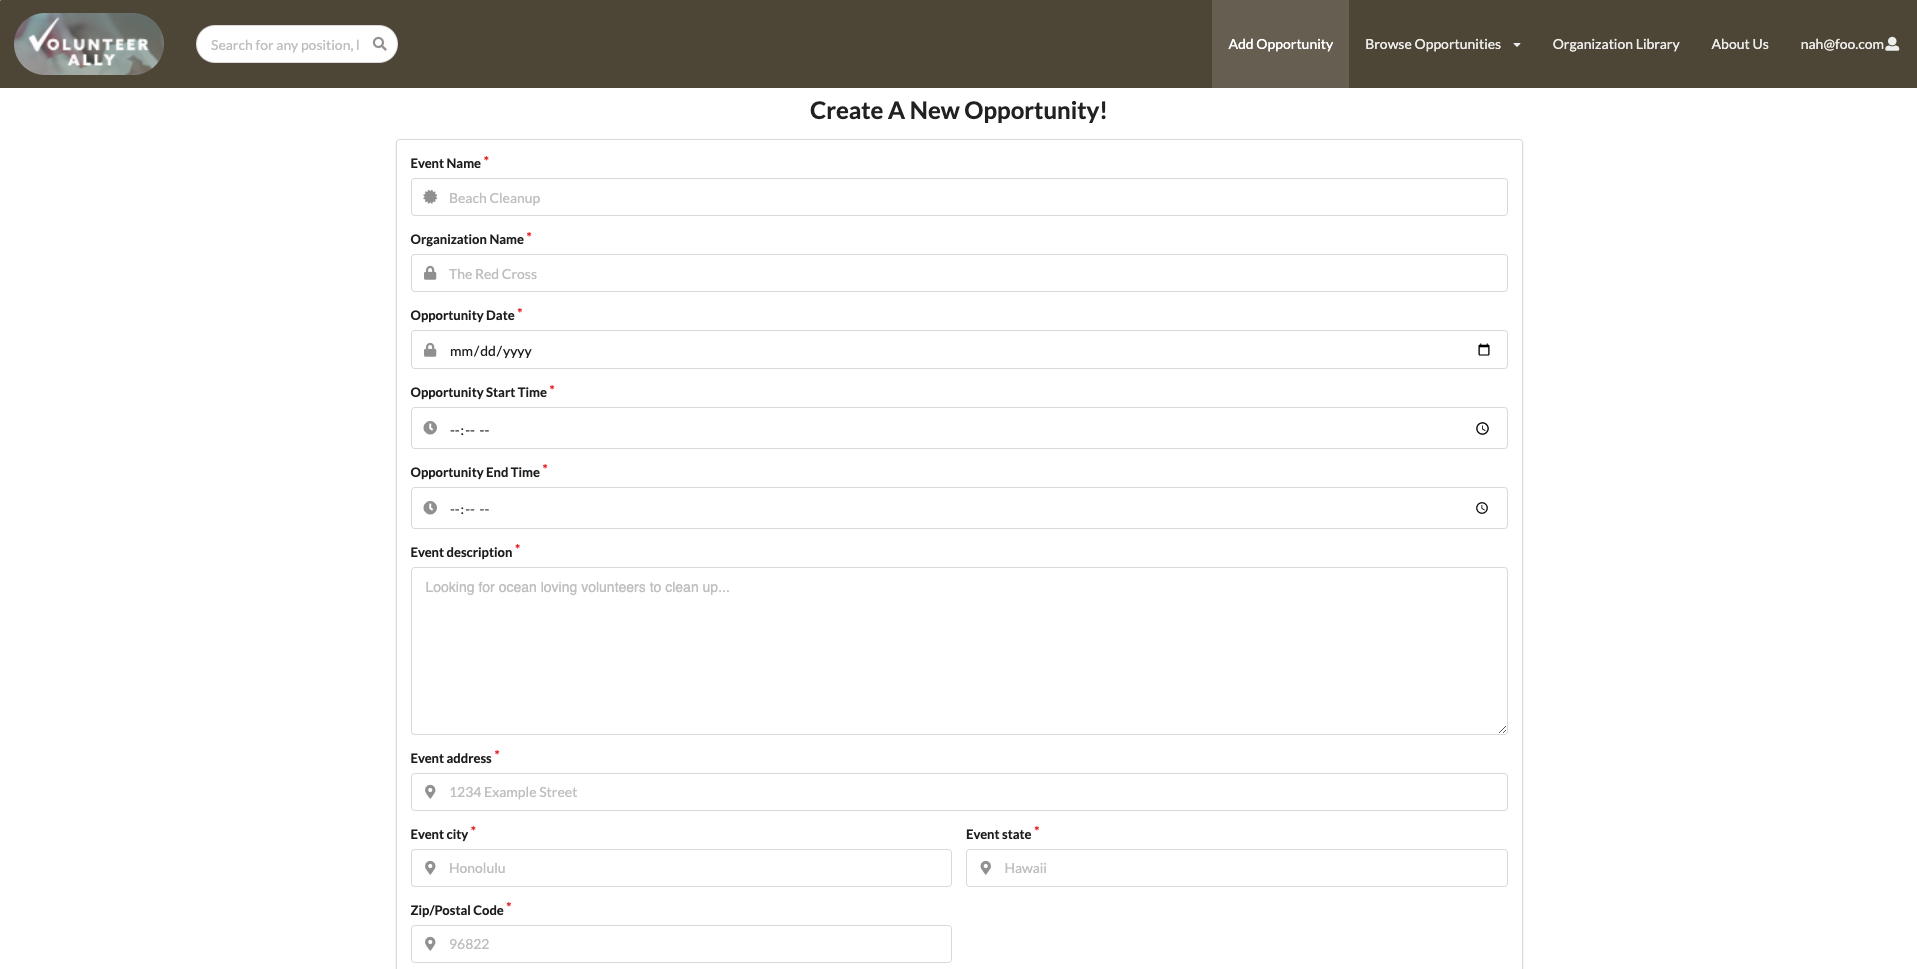 VOLUNTEER
ALLY
Search for any position, l
Add Opportunity
Browse Opportunities
Organization Library
About Us
nah@foo.com
Create A New Opportunity!
Event Name *
Beach Cleanup
Organization Name *
The Red Cross
Opportunity Date *
mm/dd/yyyy
Opportunity Start Time *
--:-- --
Opportunity End Time *
--:-- --
Event description *
Looking for ocean loving volunteers to clean up...
Event address *
1234 Example Street
Event city *
Honolulu
Event state *
Hawaii
Zip/Postal Code *
96822